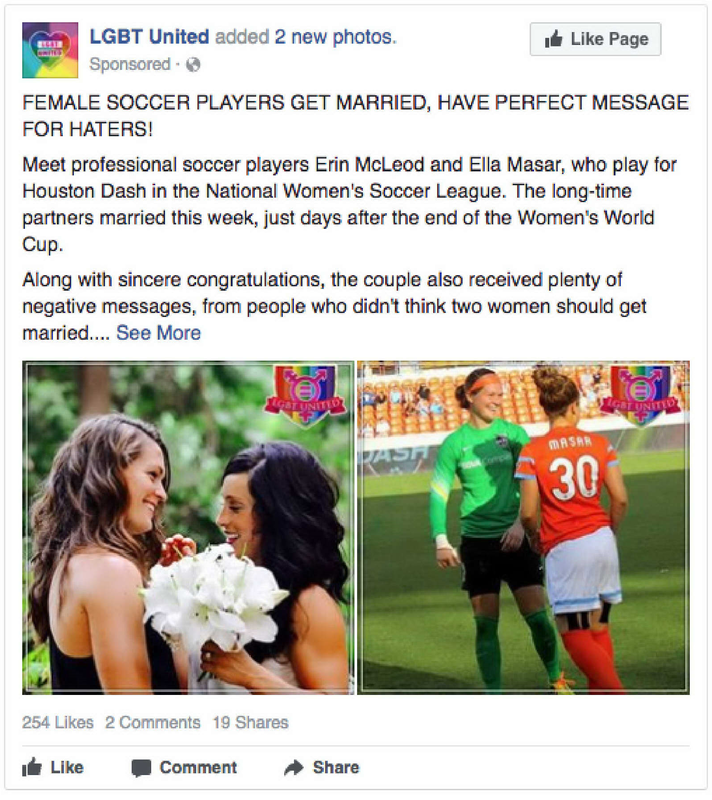 LGBT United added 2 new photos.
Like Page
Sponsored ·
FEMALE SOCCER PLAYERS GET MARRIED, HAVE PERFECT MESSAGE
FOR HATERS!
Meet professional soccer players Erin McLeod and Ella Masar, who play for
Houston Dash in the National Women's Soccer League. The long-time
partners married this week, just days after the end of the Women's World
Cup.
Along with sincere congratulations, the couple also received plenty of
negative messages, from people who didn't think two women should get
married.... See More
LGBT UNITED
LGBT UNITED
DASH
MASAR
30
254 Likes 2 Comments 19 Shares
Like Comment Share